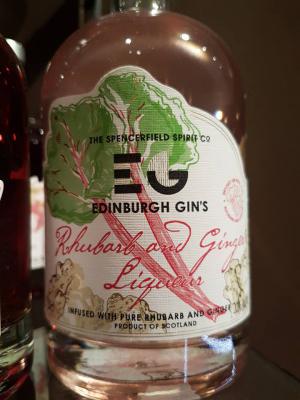 THE SPENCERFIELD SPIRIT CO
EG
EDINBURGH GIN'S
Rhubarb and Ginger
Liqueur
INFUSED WITH PURE RHUBARB AND GINGER
PRODUCT OF SCOTLAND